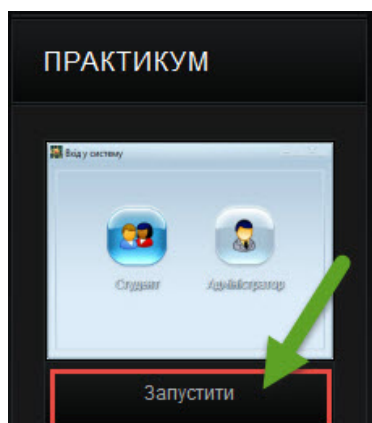 ПРАКТИКУМ
Вхід у систему
Студент
Адміністратор
Запустити